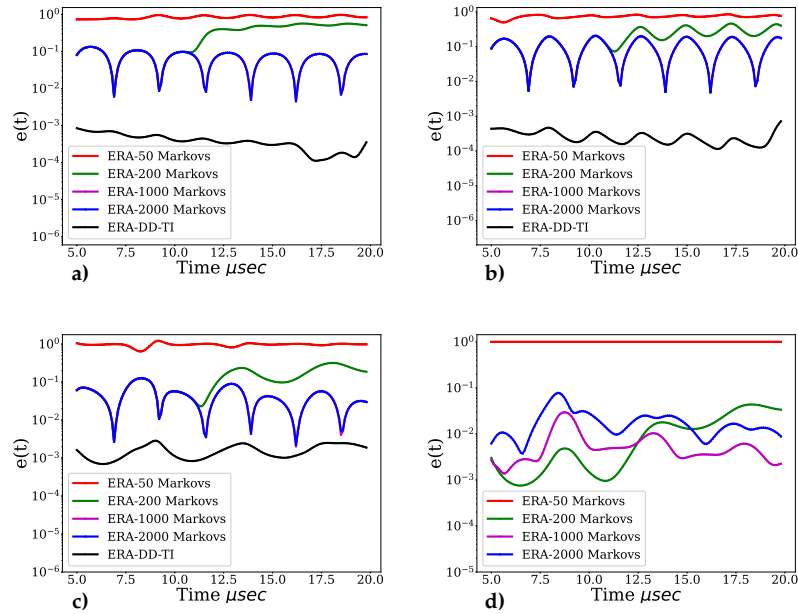 10⁰
10⁻¹
10⁻²
10⁻³
10⁻⁴
10⁻⁵
10⁻⁶
e(t)
ERA-50 Markovs
ERA-200 Markovs
ERA-1000 Markovs
ERA-2000 Markovs
ERA-DD-TI
5.0 7.5 10.0 12.5 15.0 17.5 20.0
Time μsec
a)
10⁰
10⁻¹
10⁻²
10⁻³
10⁻⁴
10⁻⁵
10⁻⁶
e(t)
ERA-50 Markovs
ERA-200 Markovs
ERA-1000 Markovs
ERA-2000 Markovs
ERA-DD-TI
5.0 7.5 10.0 12.5 15.0 17.5 20.0
Time μsec
b)
10⁰
10⁻¹
10⁻²
10⁻³
10⁻⁴
10⁻⁵
10⁻⁶
e(t)
ERA-50 Markovs
ERA-200 Markovs
ERA-1000 Markovs
ERA-2000 Markovs
ERA-DD-TI
5.0 7.5 10.0 12.5 15.0 17.5 20.0
Time μsec
c)
10⁰
10⁻¹
10⁻²
10⁻³
10⁻⁴
10⁻⁵
e(t)
ERA-50 Markovs
ERA-200 Markovs
ERA-1000 Markovs
ERA-2000 Markovs
5.0 7.5 10.0 12.5 15.0 17.5 20.0
Time μsec
d)